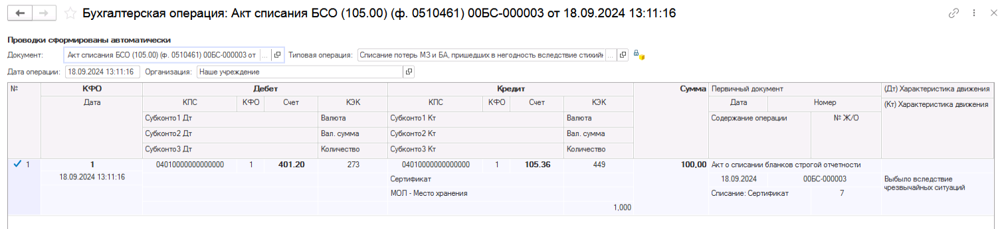 Бухгалтерская операция: Акт списания БСО (105.00) (ф. 0510461) 00БС-000003 от 18.09.2024 13:11:16
Проводки сформированы автоматически
Документ: Акт списания БСО (105.00) (ф. 0510461) 00БС-000003 от ... Типовая операция: Списание потерь МЗ и БА, пришедших в негодность вследствие стихий ...
Дата операции: 18.09.2024 13:11:16 Организация: Наше учреждение
№ КФО Дебет Кредит Сумма Первичный документ (Дт) Характеристика движения
Дата КПС КФО Счет КЭК КПС КФО Счет КЭК Дата Номер (Кт) Характеристика движения
Субконто1 Дт Валюта Субконто1 Кт Валюта Содержание операции № Ж/О
Субконто2 Дт Вал. сумма Субконто2 Кт Вал. сумма
Субконто3 Дт Количество Субконто3 Кт Количество
1 1 04010000000000000 1 401.20 273 04010000000000000 1 105.36 449 100,00 Акт о списании бланков строгой отчетности
18.09.2024 13:11:16 Сертификат 18.09.2024 00БС-000003 Выбыло вследствие
чрезвычайных ситуаций
МОЛ - Место хранения Списание: Сертификат 7
1,000